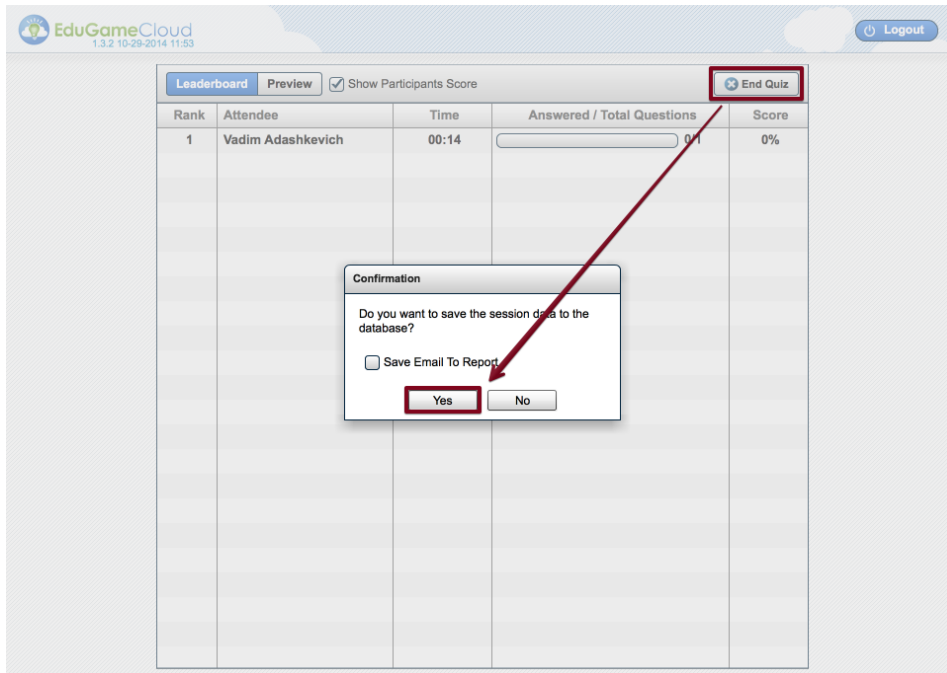 EduGameCloud
1.3.2 10-29-2014 11:53
Logout
Leaderboard Preview Show Participants Score End Quiz
Rank Attendee Time Answered / Total Questions Score
1 Vadim Adashkevich 00:14 0/1 0%
Confirmation
Do you want to save the session data to the
database?
Save Email To Report
Yes No